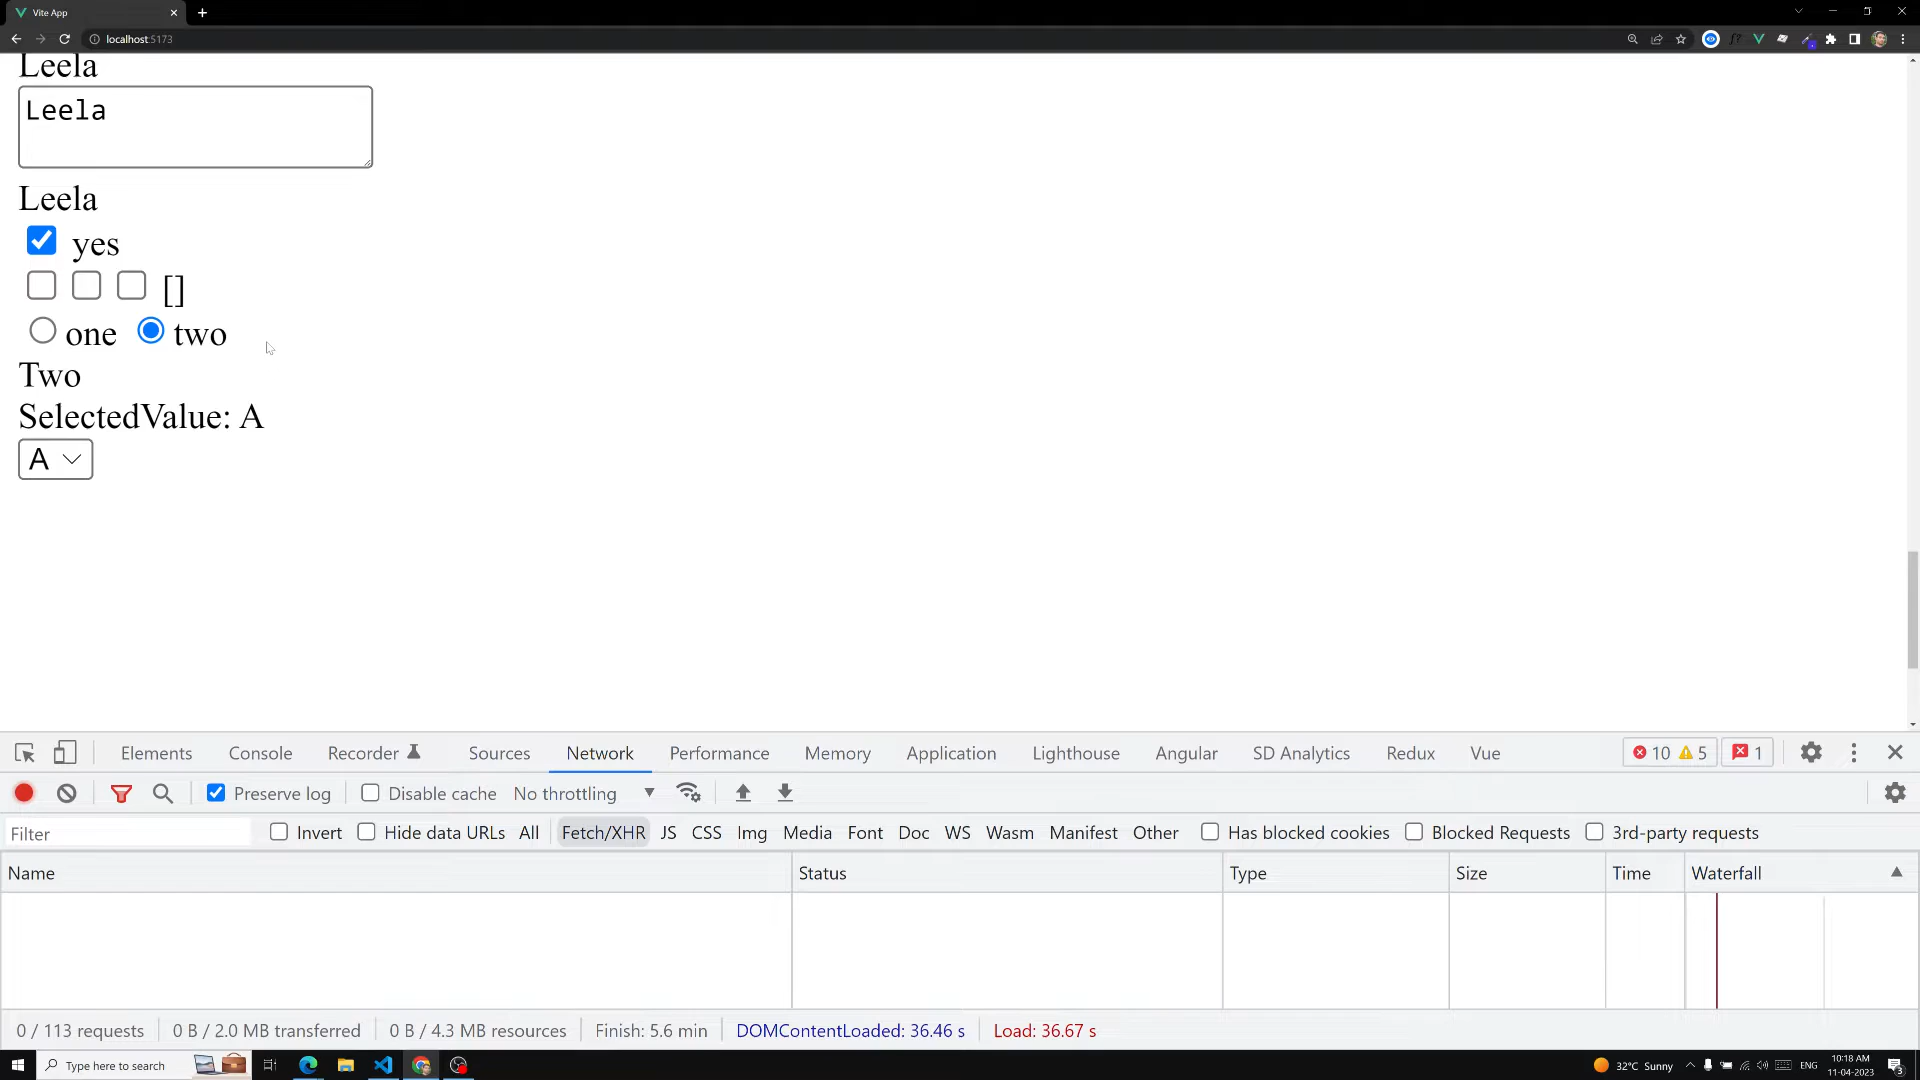 Vite App
localhost:5173
Leela
Leela
Leela
yes
[]
one two
Two
SelectedValue: A
A
Elements Console Recorder Sources Network Performance Memory Application Lighthouse Angular SD Analytics Redux Vue 10 5 1
Preserve log Disable cache No throttling
Filter Invert Hide data URLs All Fetch/XHR JS CSS Img Media Font Doc WS Wasm Manifest Other Has blocked cookies Blocked Requests 3rd-party requests
Name Status Type Size Time Waterfall
0 / 113 requests 0 B / 2.0 MB transferred 0 B / 4.3 MB resources Finish: 5.6 min DOMContentLoaded: 36.46 s Load: 36.67 s
Type here to search 32°C Sunny ENG 10:18 AM
11-04-2023 3